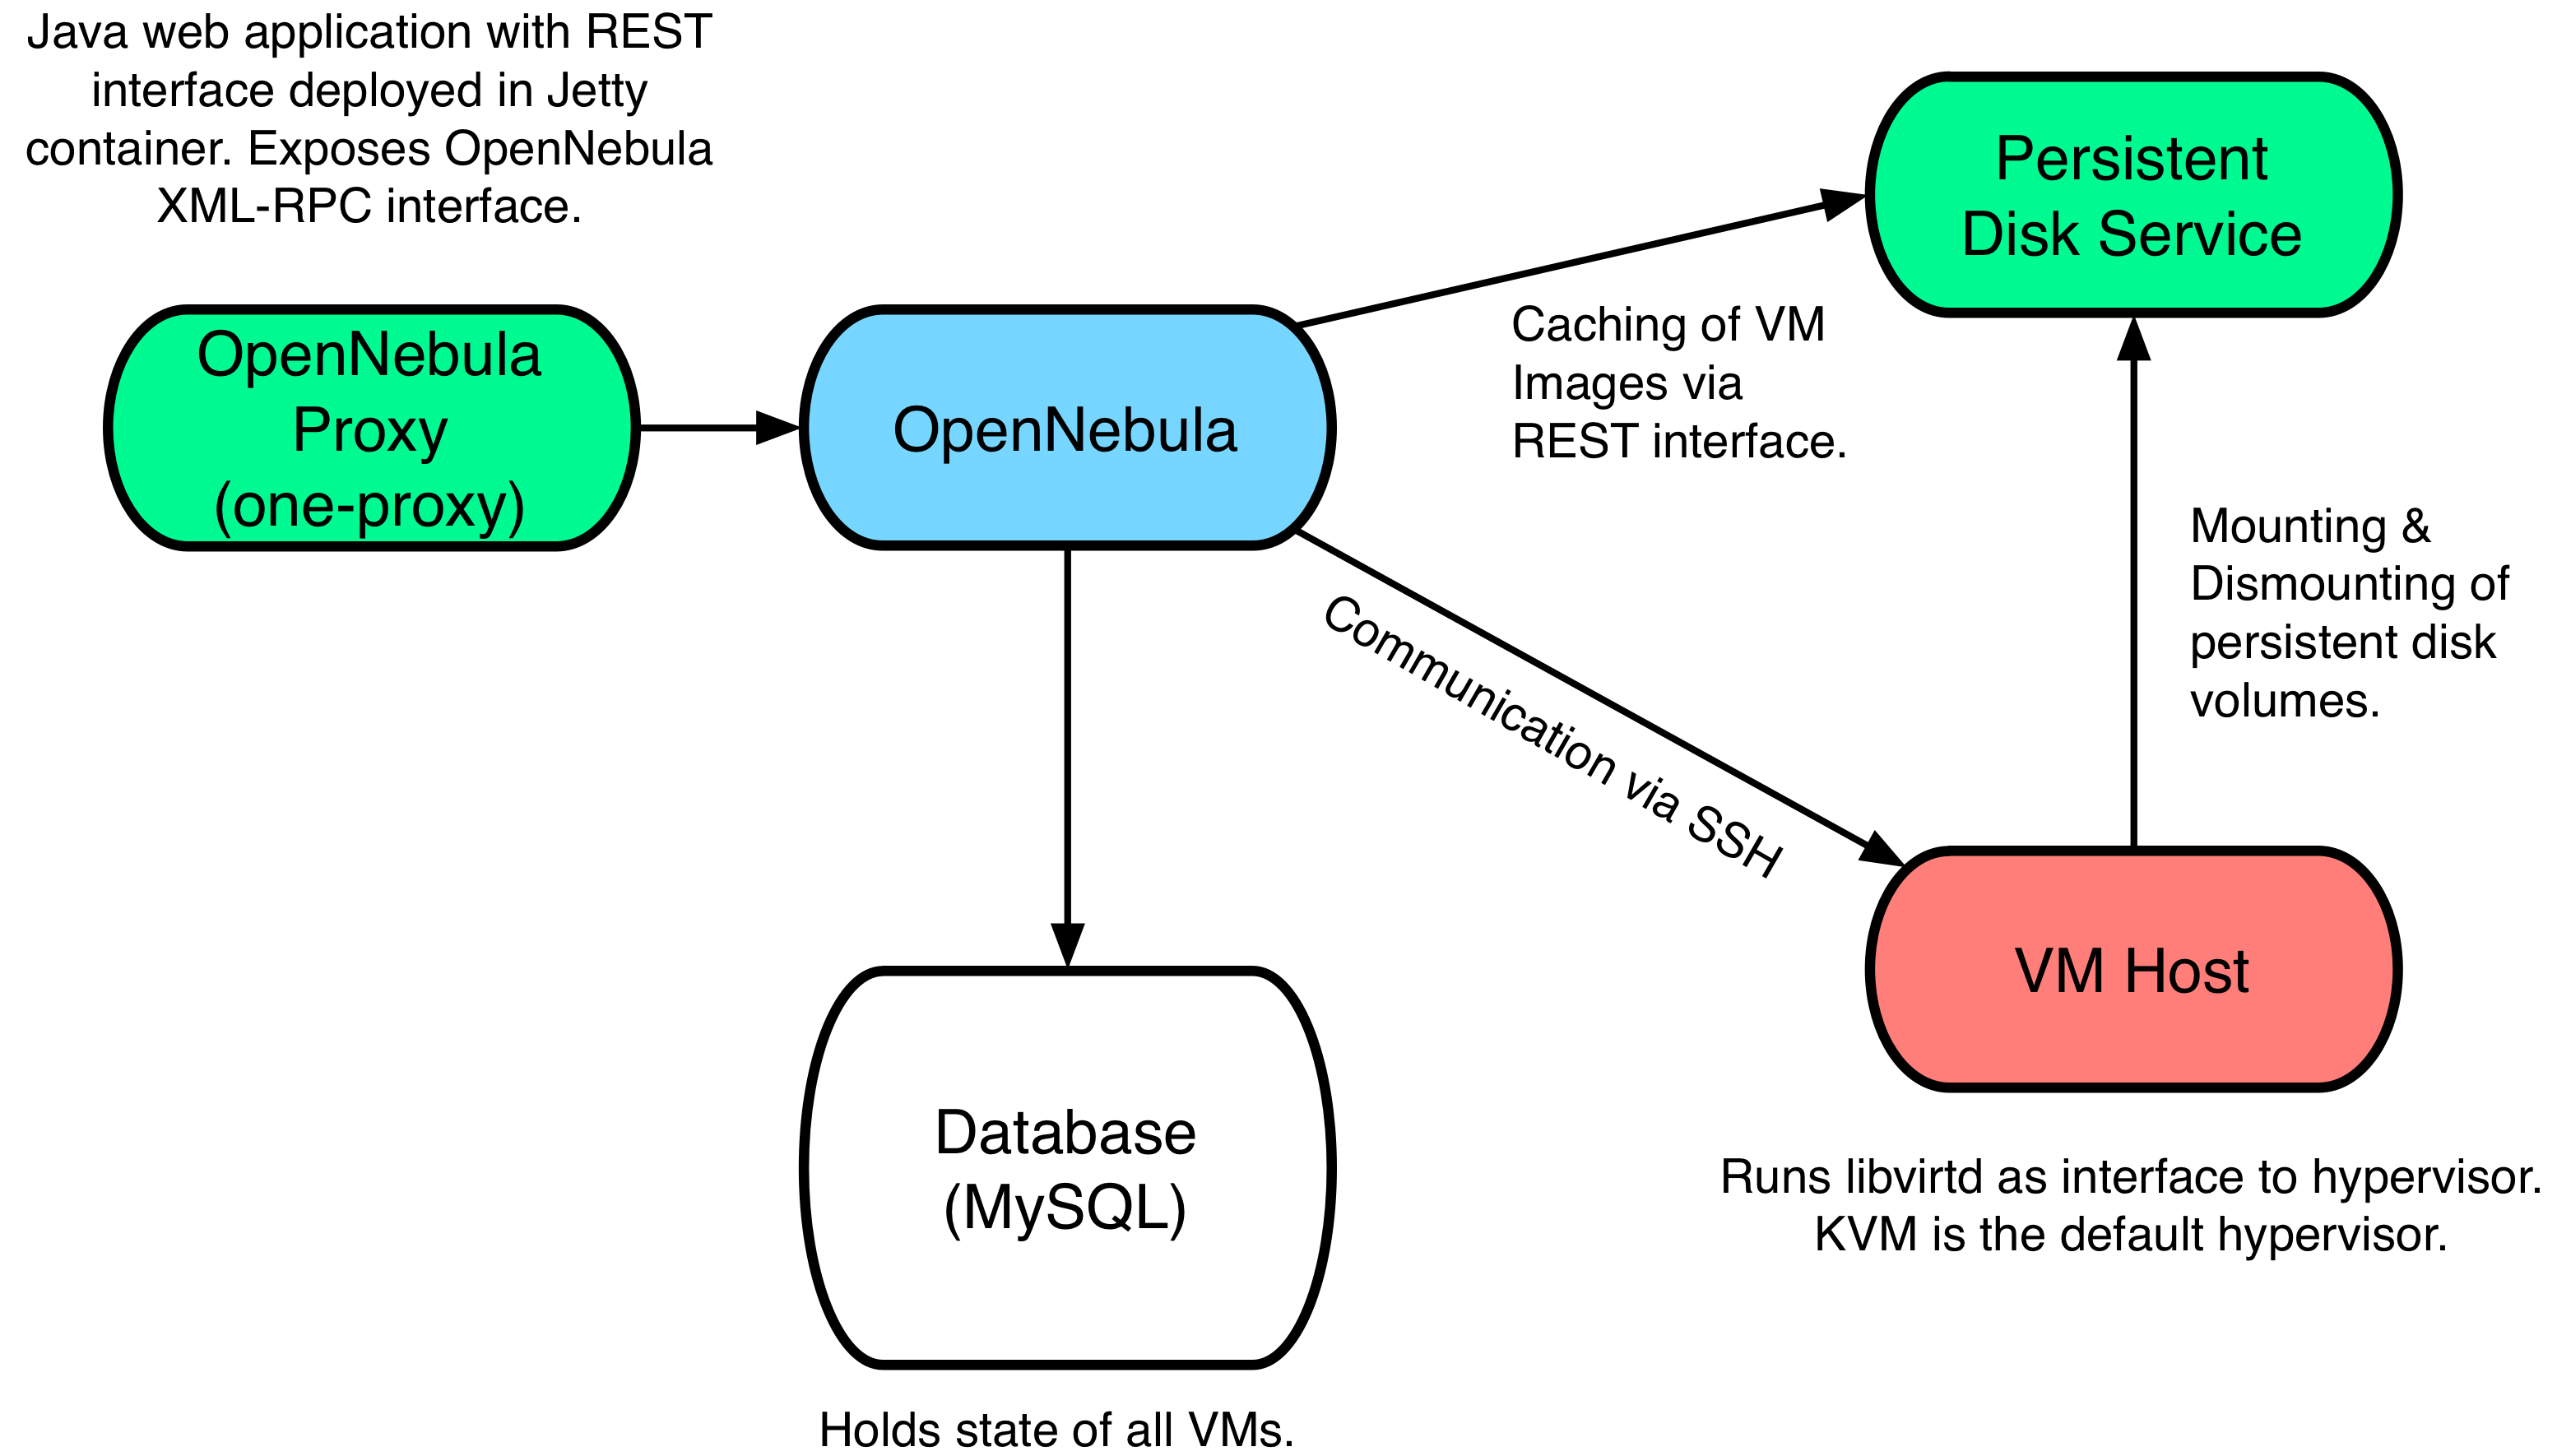 Java web application with REST
interface deployed in Jetty
container. Exposes OpenNebula
XML-RPC interface.
OpenNebula
Proxy
(one-proxy)
OpenNebula
Persistent
Disk Service
Caching of VM
Images via
REST interface.
Mounting &
Dismounting of
persistent disk
volumes.
Communication via SSH
VM Host
Runs libvirtd as interface to hypervisor.
KVM is the default hypervisor.
Database
(MySQL)
Holds state of all VMs.